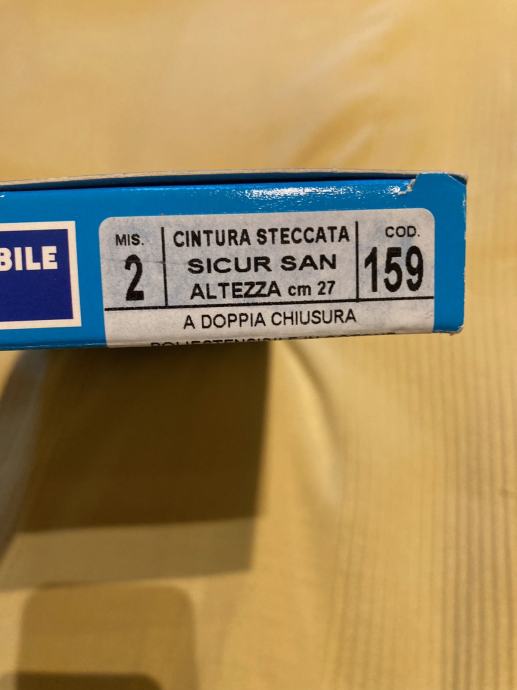 BILE
MIS.
2
CINTURA STECCATA
SICUR SAN
ALTEZZA cm 27
COD.
159
A DOPPIA CHIUSURA